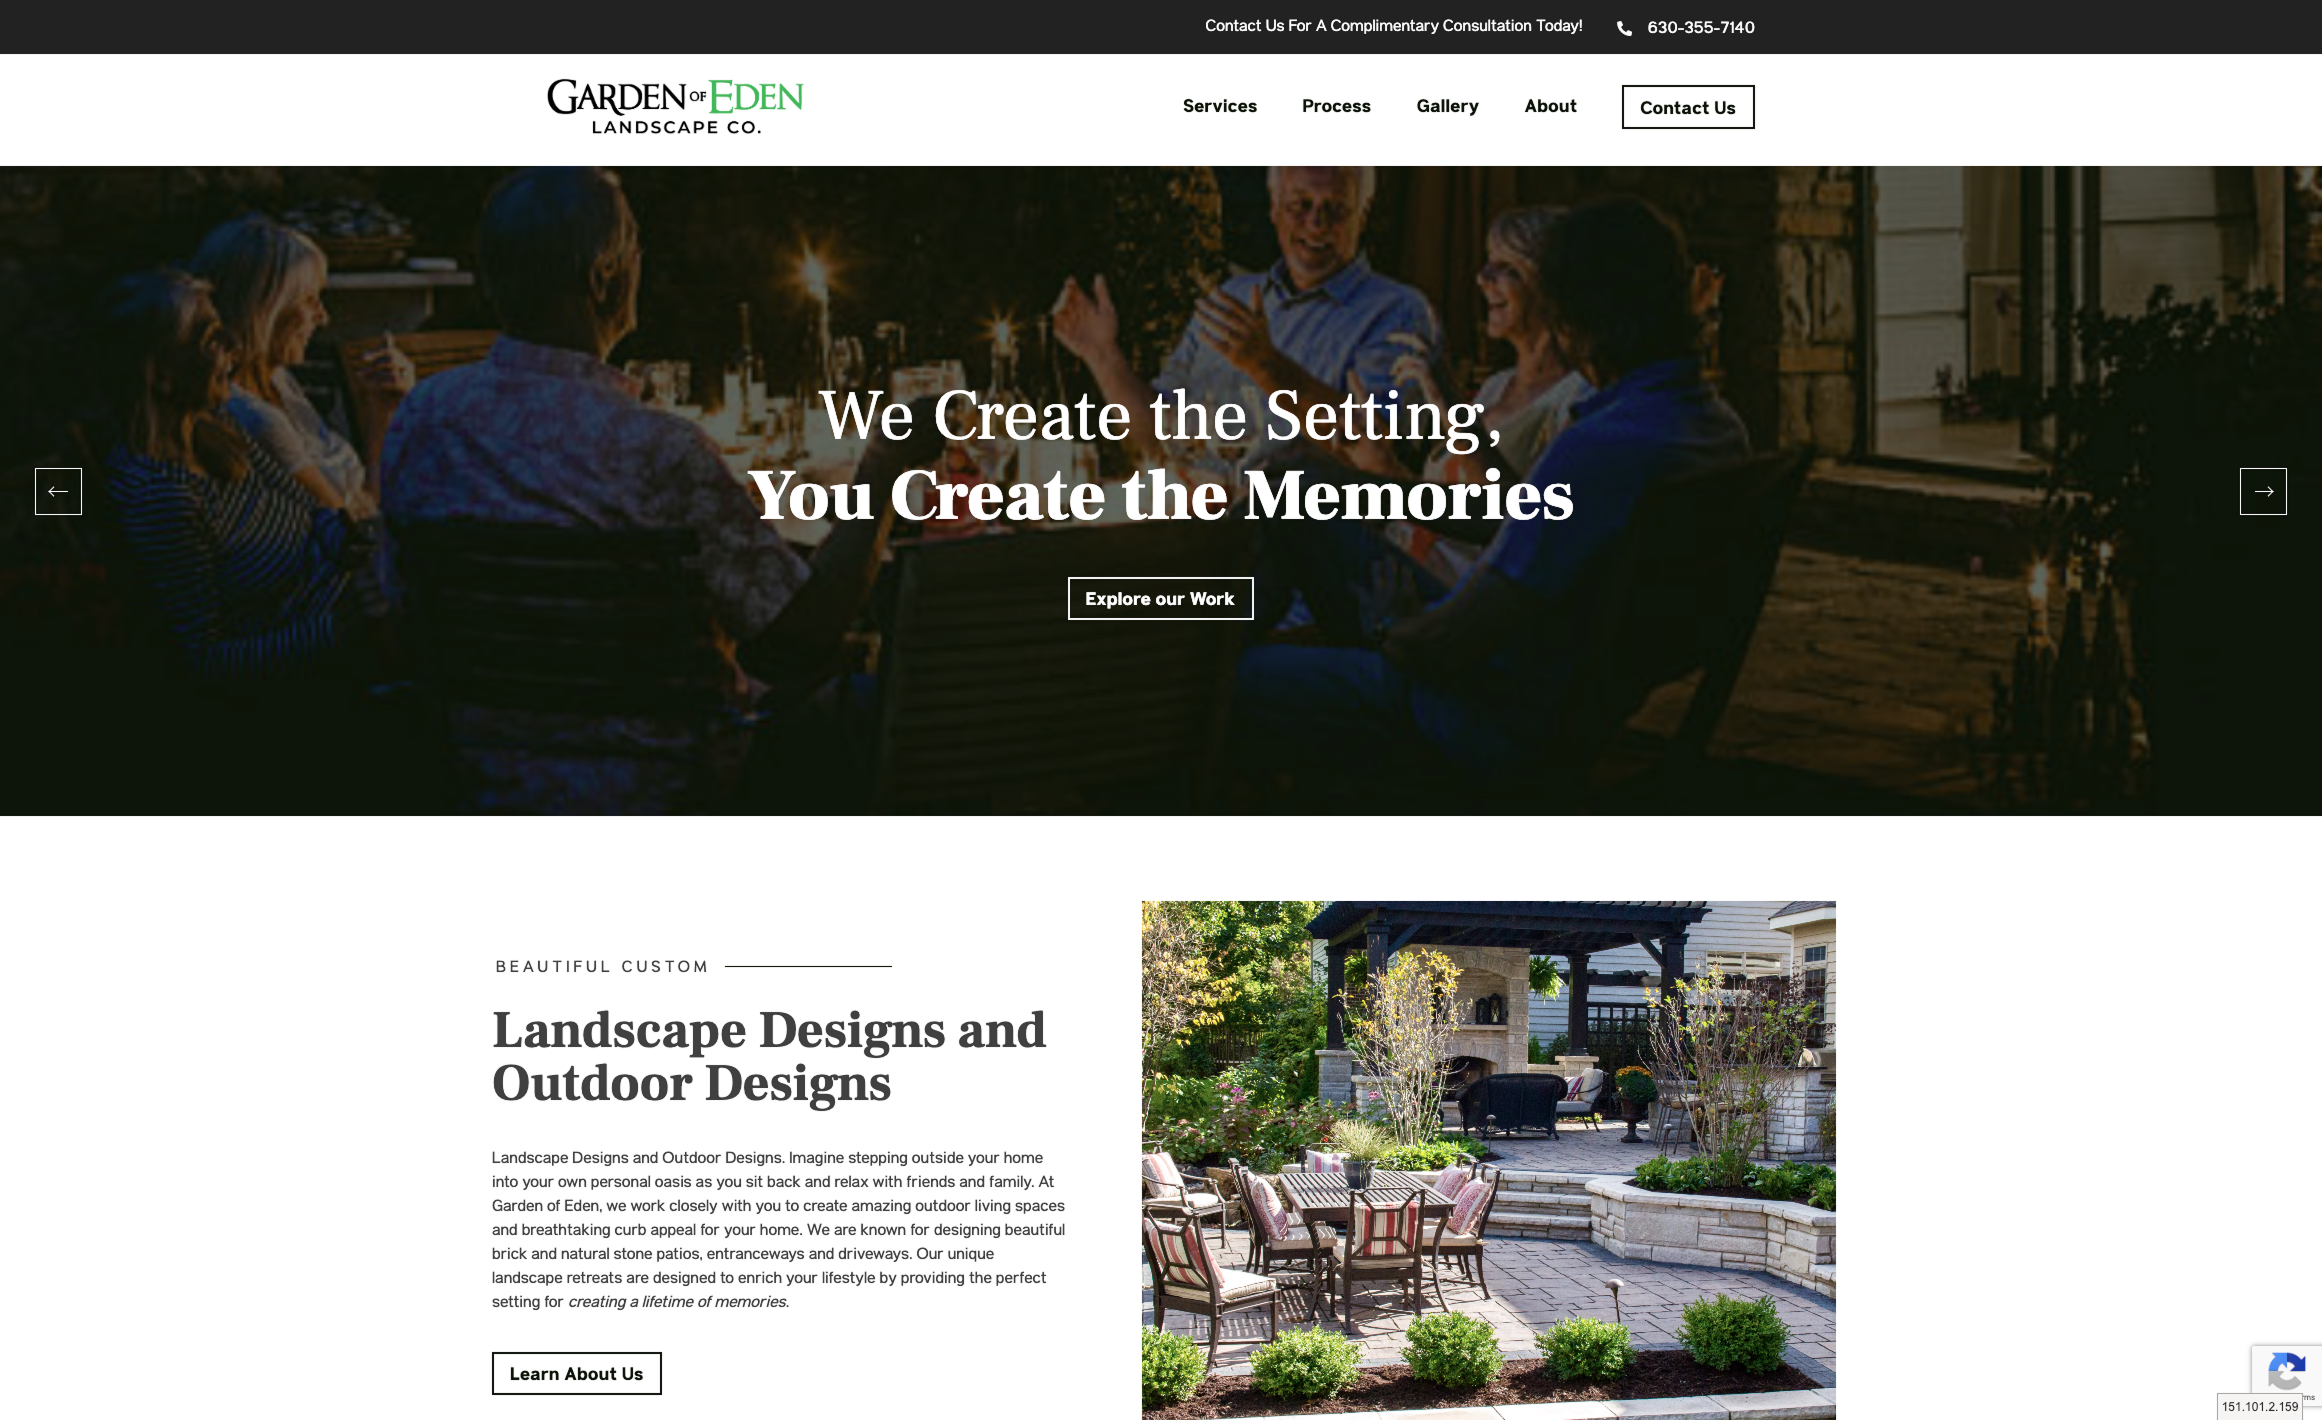 Contact Us For A Complimentary Consultation Today! 630-355-7140
GARDEN OF EDEN
LANDSCAPE CO.
Services Process Gallery About Contact Us
We Create the Setting,
You Create the Memories
Explore our Work
BEAUTIFUL CUSTOM
Landscape Designs and
Outdoor Designs
Landscape Designs and Outdoor Designs. Imagine stepping outside your home
into your own personal oasis as you sit back and relax with friends and family. At
Garden of Eden, we work closely with you to create amazing outdoor living spaces
and breathtaking curb appeal for your home. We are known for designing beautiful
brick and natural stone patios, entranceways and driveways. Our unique
landscape retreats are designed to enrich your lifestyle by providing the perfect
setting for creating a lifetime of memories.
Learn About Us
151.101.2.159